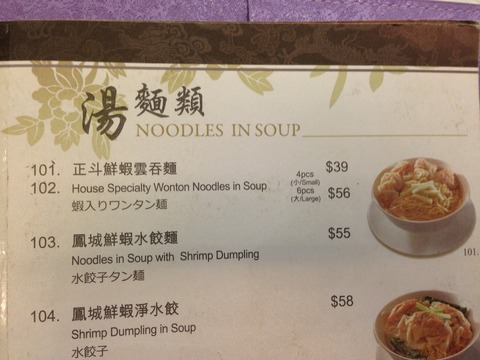 湯麵類
NOODLES IN SOUP
101. 正斗鮮蝦雲吞麵 4pcs (小/Small) $39
102. House Specialty Wonton Noodles in Soup 6pcs (大/Large) $56
蝦入りワンタン麺
103. 鳳城鮮蝦水餃麵 $55
Noodles in Soup with Shrimp Dumpling
水餃子タン麺
101.
104. 鳳城鮮蝦淨水餃 $58
Shrimp Dumpling in Soup
水餃子